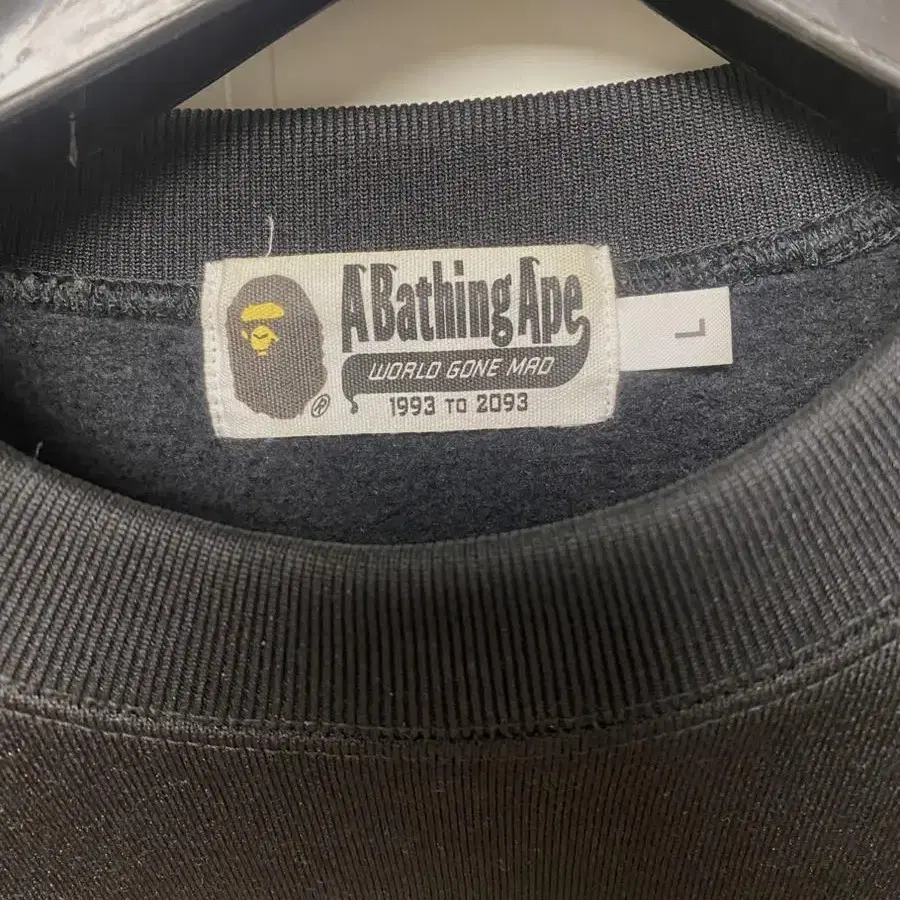 A Bathing Ape
WORLD GONE MAD
®
1993 TO 2093
L